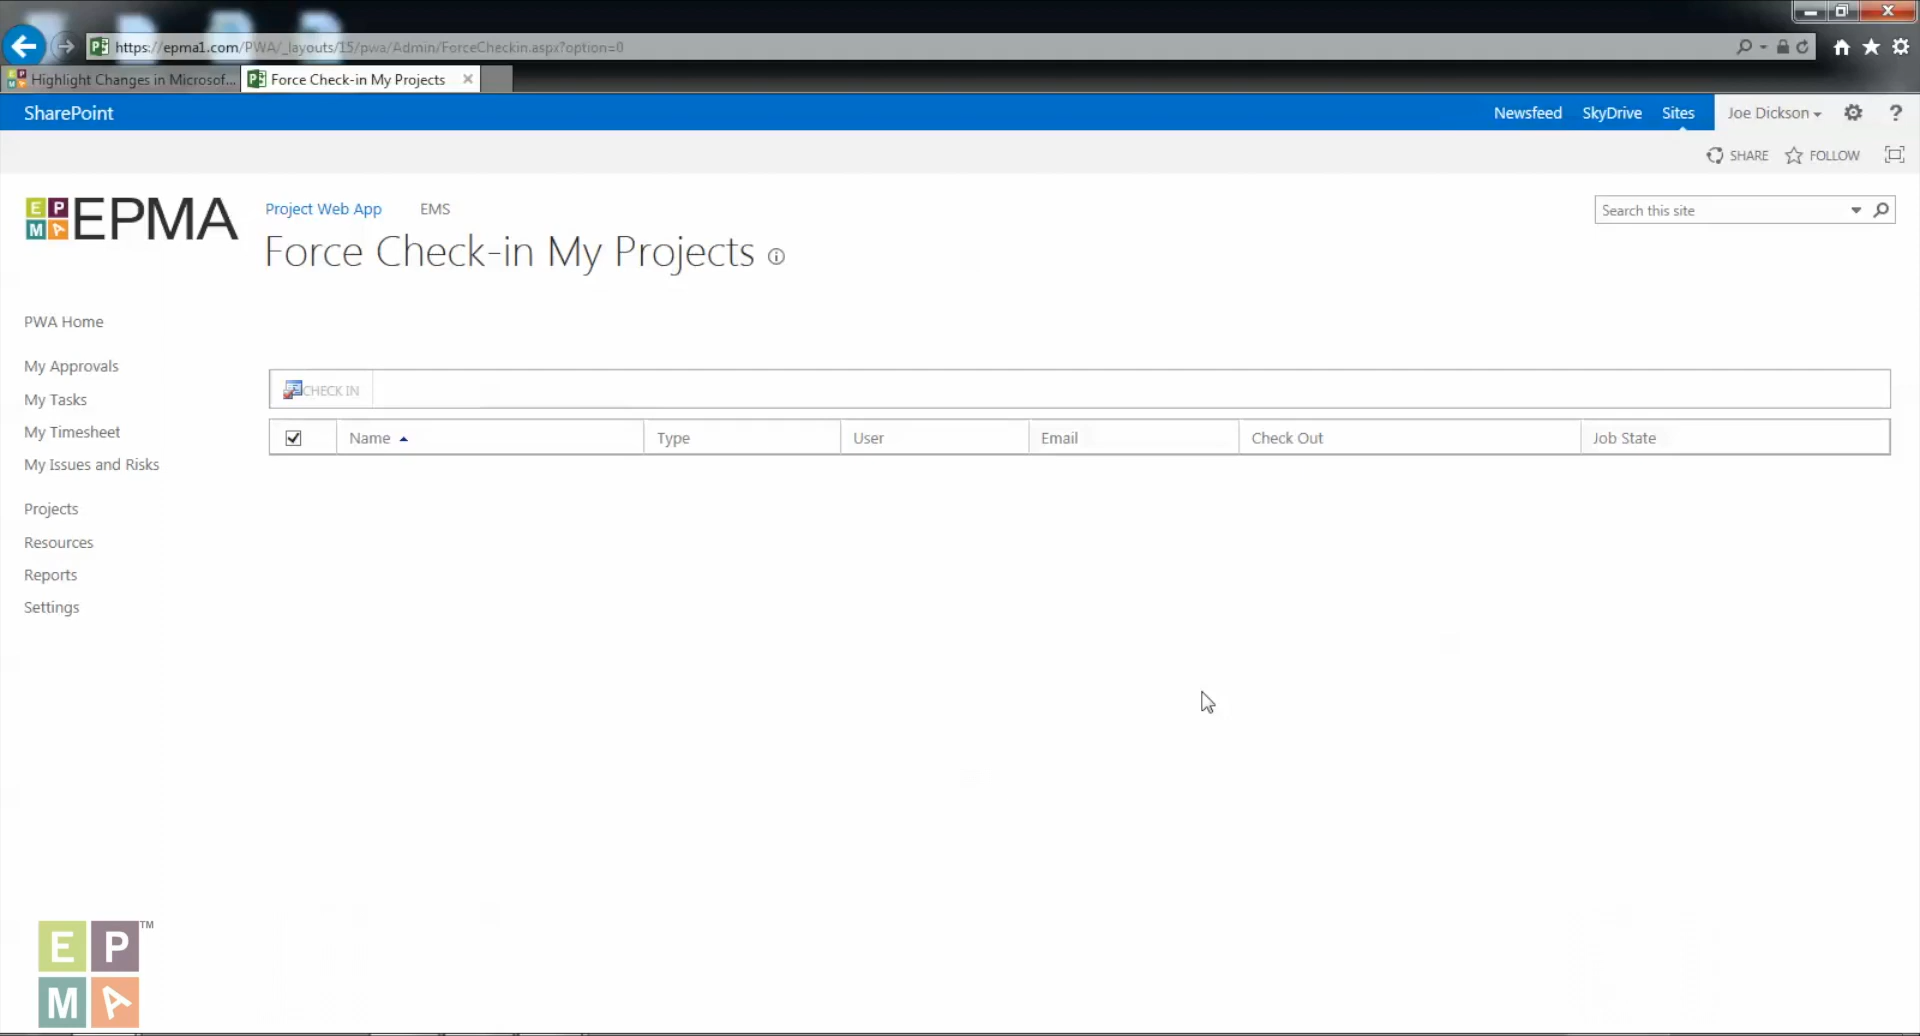 https://epma1.com/PWA/_layouts/15/pwa/Admin/ForceCheckin.aspx?option=0
Highlight Changes in Microsof...
Force Check-in My Projects
SharePoint
Newsfeed
SkyDrive
Sites
Joe Dickson
?
SHARE
FOLLOW
EPMA EPMA
Project Web App
EMS
Search this site
Force Check-in My Projects
PWA Home
My Approvals
My Tasks
My Timesheet
My Issues and Risks
Projects
Resources
Reports
Settings
CHECK IN
Name
Type
User
Email
Check Out
Job State
EP™
MA